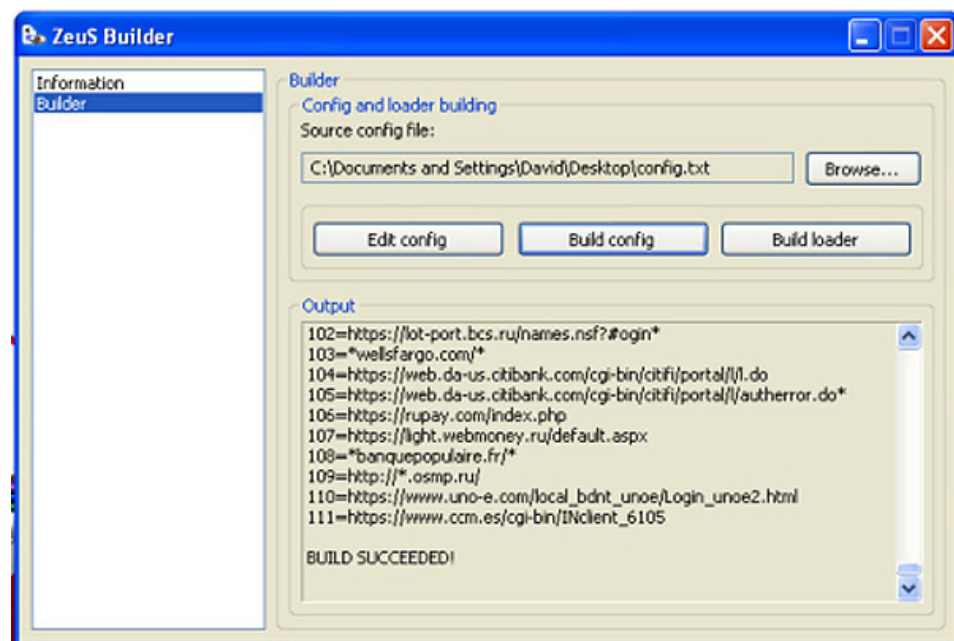 ZeuS Builder
Information
Builder
Builder
Config and loader building
Source config file:
C:\Documents and Settings\David\Desktop\config.txt
Browse...
Edit config
Build config
Build loader
Output
102=https://lot-port.bcs.ru/names.nsf?#ogin*
103=*wellsfargo.com/*
104=https://web.da-us.citibank.com/cgi-bin/citifi/portal/l/l.do
105=https://web.da-us.citibank.com/cgi-bin/citifi/portal/l/autherror.do*
106=https://rupay.com/index.php
107=https://light.webmoney.ru/default.aspx
108=*banquepopulaire.fr/*
109=http://*.osmp.ru/
110=https://www.uno-e.com/local_bdnt_unoe/Login_unoe2.html
111=https://www.ccm.es/cgi-bin/INclient_6105
BUILD SUCCEEDED!